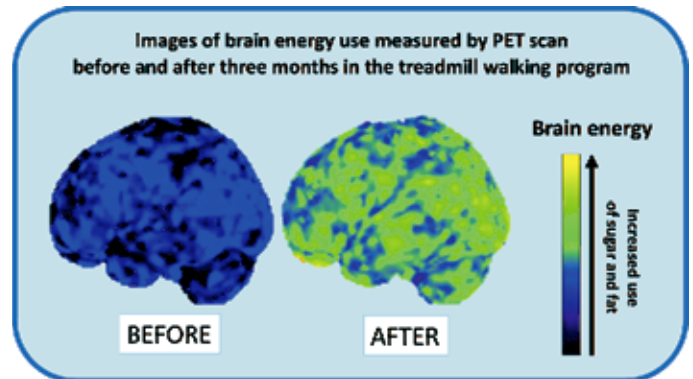 Images of brain energy use measured by PET scan
before and after three months in the treadmill walking program
Brain energy
Increased use
of sugar and fat
BEFORE
AFTER